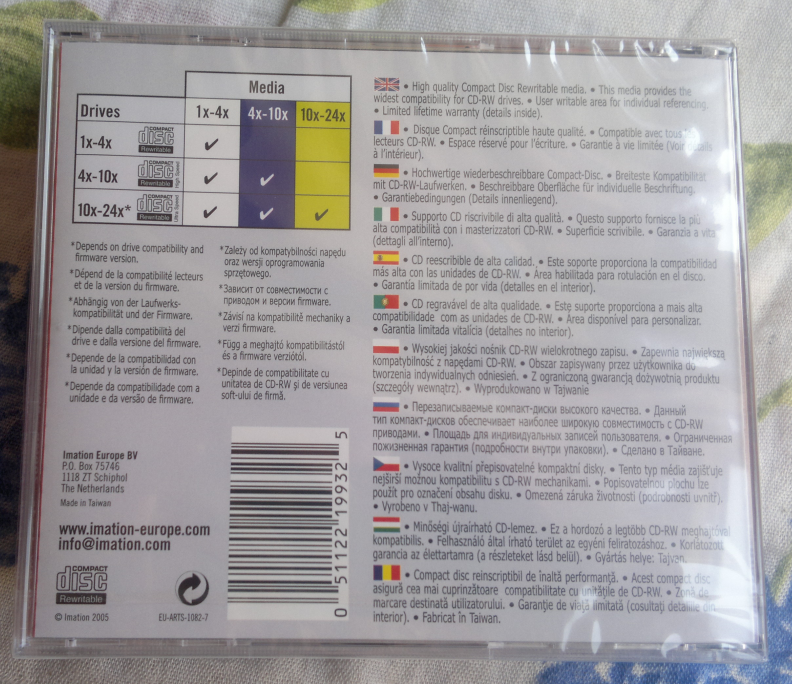 Media
Drives 1x-4x 4x-10x 10x-24x
1x-4x COMPACT disc Rewritable ✔
4x-10x COMPACT disc Rewritable High Speed ✔ ✔
10x-24x* COMPACT disc Rewritable Ultra Speed ✔ ✔ ✔
*Depends on drive compatibility and
firmware version.
*Dépend de la compatibilité lecteurs
et de la version du firmware.
*Abhängig von der Laufwerks-
kompatibilität und der Firmware.
*Dipende dalla compatibilità del
drive e dalla versione del firmware.
*Depende de la compatibilidad con
la unidad y la versión de firmware.
*Depende da compatibilidade com a
unidade e da versão de firmware.
*Zalezy od kompatybilności napędu
oraz wersji oprogramowania
sprzętowego.
*Зависит от совместимости с
приводом и версии firmware.
*Závisí na kompatibilitě mechaniky a
verzi firmware.
*Függ a meghajtó kompatibilitástól
és a firmware verziótól.
*Depinde de compatibilitate cu
unitatea de CD-RW şi de versiunea
soft-ului de firmă.
Imation Europe BV
P.O. Box 75746
1118 ZT Schiphol
The Netherlands
Made in Taiwan
www.imation-europe.com
info@imation.com
COMPACT disc Rewritable
© Imation 2005
EU-ARTS-1082-7
0 51122 19932 5
• High quality Compact Disc Rewritable media. • This media provides the
widest compatibility for CD-RW drives. • User writable area for individual referencing.
• Limited lifetime warranty (details inside).
• Disque Compact réinscriptible haute qualité. • Compatible avec tous les
lecteurs CD-RW. • Espace réservé pour l'écriture. • Garantie à vie limitée (Voir détails
à l'intérieur).
• Hochwertige wiederbeschreibbare Compact-Disc. • Breiteste Kompatibilität
mit CD-RW-Laufwerken. • Beschreibbare Oberfläche für individuelle Beschriftung.
• Garantiebedingungen (Details innenliegend).
• Supporto CD riscrivibile di alta qualità. • Questo supporto fornisce la più
alta compatibilità con i masterizzatori CD-RW. • Superficie scrivibile. • Garanzia a vita
(dettagli all'interno).
• CD reescribible de alta calidad. • Este soporte proporciona la compatibilidad
más alta con las unidades de CD-RW. • Área habilitada para rotulación en el disco.
• Garantía limitada de por vida (detalles en el interior).
• CD regravável de alta qualidade. • Este suporte proporciona a mais alta
compatibilidade com as unidades de CD-RW. • Área disponível para personalizar.
• Garantia limitada vitalícia (detalhes no interior).
• Wysokiej jakości nośnik CD-RW wielokrotnego zapisu. • Zapewnia największą
kompatybilność z napędami CD-RW. • Obszar zapisywany przez użytkownika do
tworzenia indywidualnych odniesień. • Z ograniczoną gwarancją dożywotnią produktu
(szczegóły wewnątrz). • Wyprodukowano w Tajwanie
• Перезаписываемые компакт-диски высокого качества. • Данный
тип компакт-дисков обеспечивает наиболее широкую совместимость с CD-RW
приводами. • Площадь для индивидуальных записей пользователя. • Ограниченная
пожизненная гарантия (подробности внутри упаковки). • Сделано в Тайване.
• Vysoce kvalitní přepisovatelné kompaktní disky. • Tento typ média zajišťuje
nejširší možnou kompatibilitu s CD-RW mechanikami. • Popisovatelnou plochu lze
použít pro označení obsahu disku. • Omezená záruka životnosti (podrobnosti uvnitř).
• Vyrobeno v Thaj-wanu.
• Minőségi újraírható CD-lemez. • Ez a hordozó a legtöbb CD-RW meghajtóval
kompatibilis. • Felhasználó által írható terület az egyéni feliratozáshoz. • Korlátozott
garancia az élettartamra (a részleteket lásd belül). • Gyártás helye: Tajvan.
• Compact disc reinscriptibil de înaltă performanţă. • Acest compact disc
asigură cea mai cuprinzătoare compatibilitate cu unităţile de CD-RW. • Zonă de
marcare destinată utilizatorului. • Garanţie de viaţă limitată (cosultaţi detaliile din
interior). • Fabricat în Taiwan.